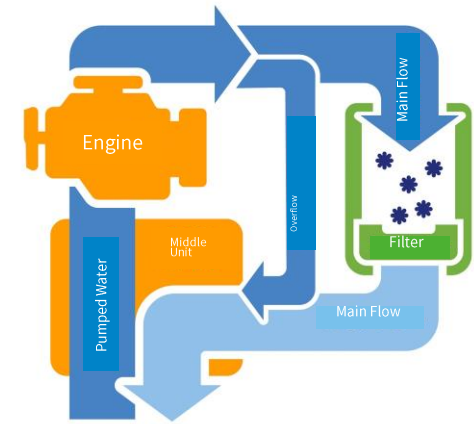 Main Flow
Engine
Overflow
Middle
Unit
Filter
Pumped Water
Main Flow